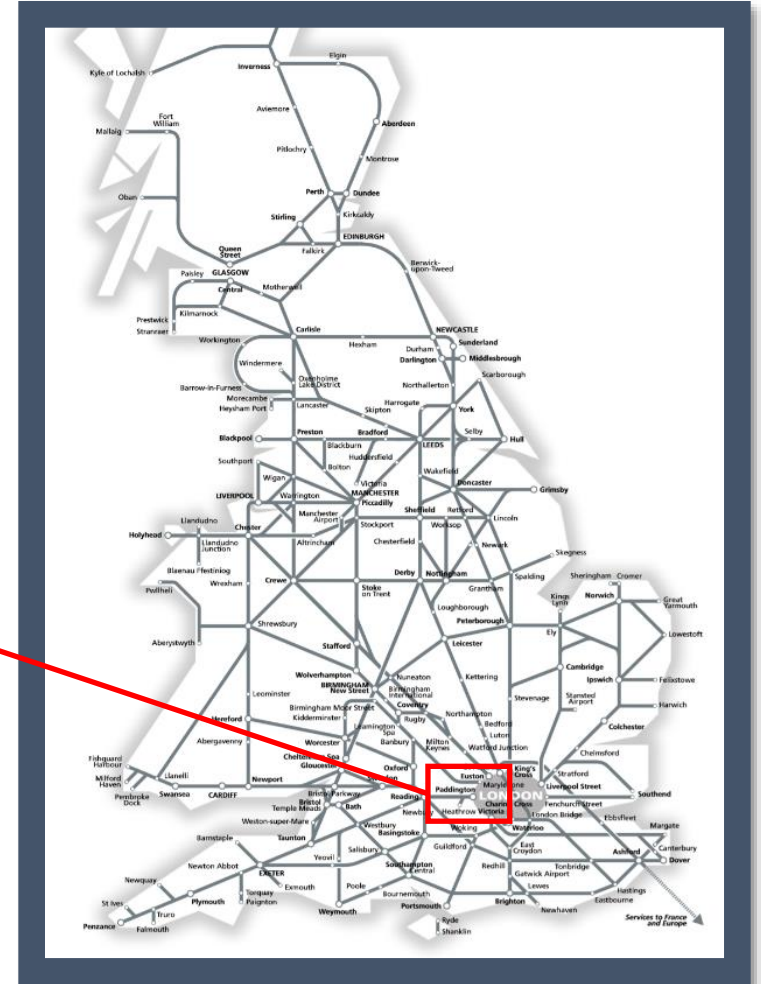 Elgin
Inverness
Kyle of Lochalsh
Aviemore
Fort
William
Mallaig
Aberdeen
Pitlochry
Montrose
Perth
Dundee
Oban
Stirling
Kirkcaldy
EDINBURGH
Queen
Street
Falkirk
Berwick-
upon-Tweed
Paisley
GLASGOW
Central
Motherwell
Prestwick
Kilmarnock
Stranraer
Carlisle
NEWCASTLE
Workington
Hexham
Sunderland
Durham
Darlington
Middlesbrough
Windermere
Scarborough
Oxenholme
Lake District
Barrow-in-Furness
Northallerton
Morecambe
Lancaster
Harrogate
Heysham Port
Skipton
York
Blackpool
Preston
Bradford
Selby
Hull
Blackburn
LEEDS
Southport
Huddersfield
Bolton
Wakefield
Wigan
Victoria
Doncaster
LIVERPOOL
Warrington
MANCHESTER
Piccadilly
Grimsby
Manchester
Airport
Sheffield
Retford
Llandudno
Chester
Stockport
Worksop
Lincoln
Holyhead
Llandudno
Junction
Altrincham
Chesterfield
Newark
Skegness
Blaenau Ffestiniog
Derby
Nottingham
Sheringham
Cromer
Pwllheli
Wrexham
Crewe
Stoke
on Trent
Grantham
Spalding
Kings
Lynn
Norwich
Great
Yarmouth
Loughborough
Peterborough
Aberystwyth
Shrewsbury
Stafford
Leicester
Ely
Lowestoft
Wolverhampton
Nuneaton
Kettering
Cambridge
BIRMINGHAM
New Street
Birmingham
International
Ipswich
Felixstowe
Leominster
Birmingham Moor Street
Coventry
Stevenage
Stansted
Airport
Kidderminster
Rugby
Northampton
Harwich
Hereford
Leamington
Spa
Bedford
Colchester
Abergavenny
Worcester
Banbury
Milton
Keynes
Luton
Cheltenham Spa
Watford Junction
Chelmsford
Fishguard
Harbour
Gloucester
Oxford
Euston
King's
Cross
Stratford
Milford
Haven
Llanelli
Newport
Swindon
Paddington
Marylebone
Liverpool Street
Pembroke
Dock
Swansea
CARDIFF
Bristol Parkway
Reading
LONDON
Southend
Bristol
Temple Meads
Bath
Charing Cross
Fenchurch Street
Newbury
Heathrow
Victoria
London Bridge
Ebbsfleet
Weston-super-Mare
Westbury
Basingstoke
Woking
Waterloo
Margate
Barnstaple
Taunton
Salisbury
Guildford
East
Croydon
Canterbury
Newton Abbot
Yeovil
Southampton
Central
Redhill
Tonbridge
Ashford
Dover
Newquay
EXETER
Gatwick Airport
Exmouth
Poole
Bournemouth
Lewes
Hastings
St Ives
Plymouth
Torquay
Paignton
Weymouth
Portsmouth
Brighton
Newhaven
Eastbourne
Truro
Penzance
Falmouth
Ryde
Shanklin
Services to France
and Europe